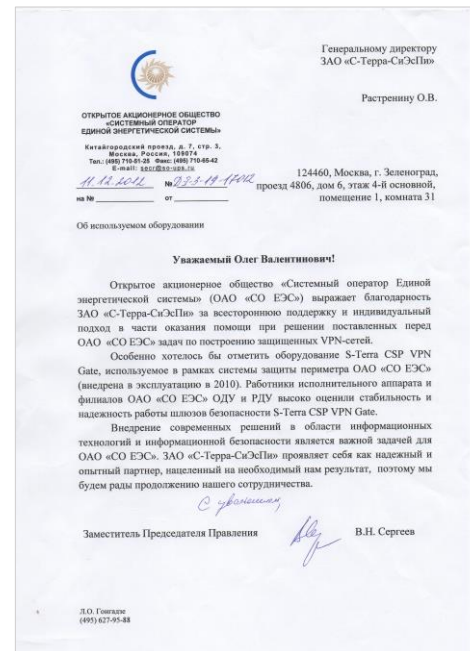 Генеральному директору
ЗАО «С-Терра-СиЭсПи»
Растренину О.В.
ОТКРЫТОЕ АКЦИОНЕРНОЕ ОБЩЕСТВО
«СИСТЕМНЫЙ ОПЕРАТОР
ЕДИНОЙ ЭНЕРГЕТИЧЕСКОЙ СИСТЕМЫ»
Китайгородский проезд, д. 7, стр. 3,
Москва, Россия, 109074
Тел.: (495) 710-51-25 Факс: (495) 710-65-42
E-mail: secr@so-ups.ru
11.12.2012 №
на № от
124460, Москва, г. Зеленоград,
проезд 4806, дом 6, этаж 4-й основной,
помещение 1, комната 31
Об используемом оборудовании
Уважаемый Олег Валентинович!
Открытое акционерное общество «Системный оператор Единой
энергетической системы» (ОАО «СО ЕЭС») выражает благодарность
ЗАО «С-Терра-СиЭсПи» за всестороннюю поддержку и индивидуальный
подход в части оказания помощи при решении поставленных перед
ОАО «СО ЕЭС» задач по построению защищенных VPN-сетей.
Особенно хотелось бы отметить оборудование S-Terra CSP VPN
Gate, используемое в рамках системы защиты периметра ОАО «СО ЕЭС»
(внедрена в эксплуатацию в 2010). Работники исполнительного аппарата и
филиалов ОАО «СО ЕЭС» ОДУ и РДУ высоко оценили стабильность и
надежность работы шлюзов безопасности S-Terra CSP VPN Gate.
Внедрение современных решений в области информационных
технологий и информационной безопасности является важной задачей для
ОАО «СО ЕЭС». ЗАО «С-Терра-СиЭсПи» проявляет себя как надежный и
опытный партнер, нацеленный на необходимый нам результат, поэтому мы
будем рады продолжению нашего сотрудничества.
С уважением,
Заместитель Председателя Правления В.Н. Сергеев
Л.О. Гонгадзе
(495) 627-95-88